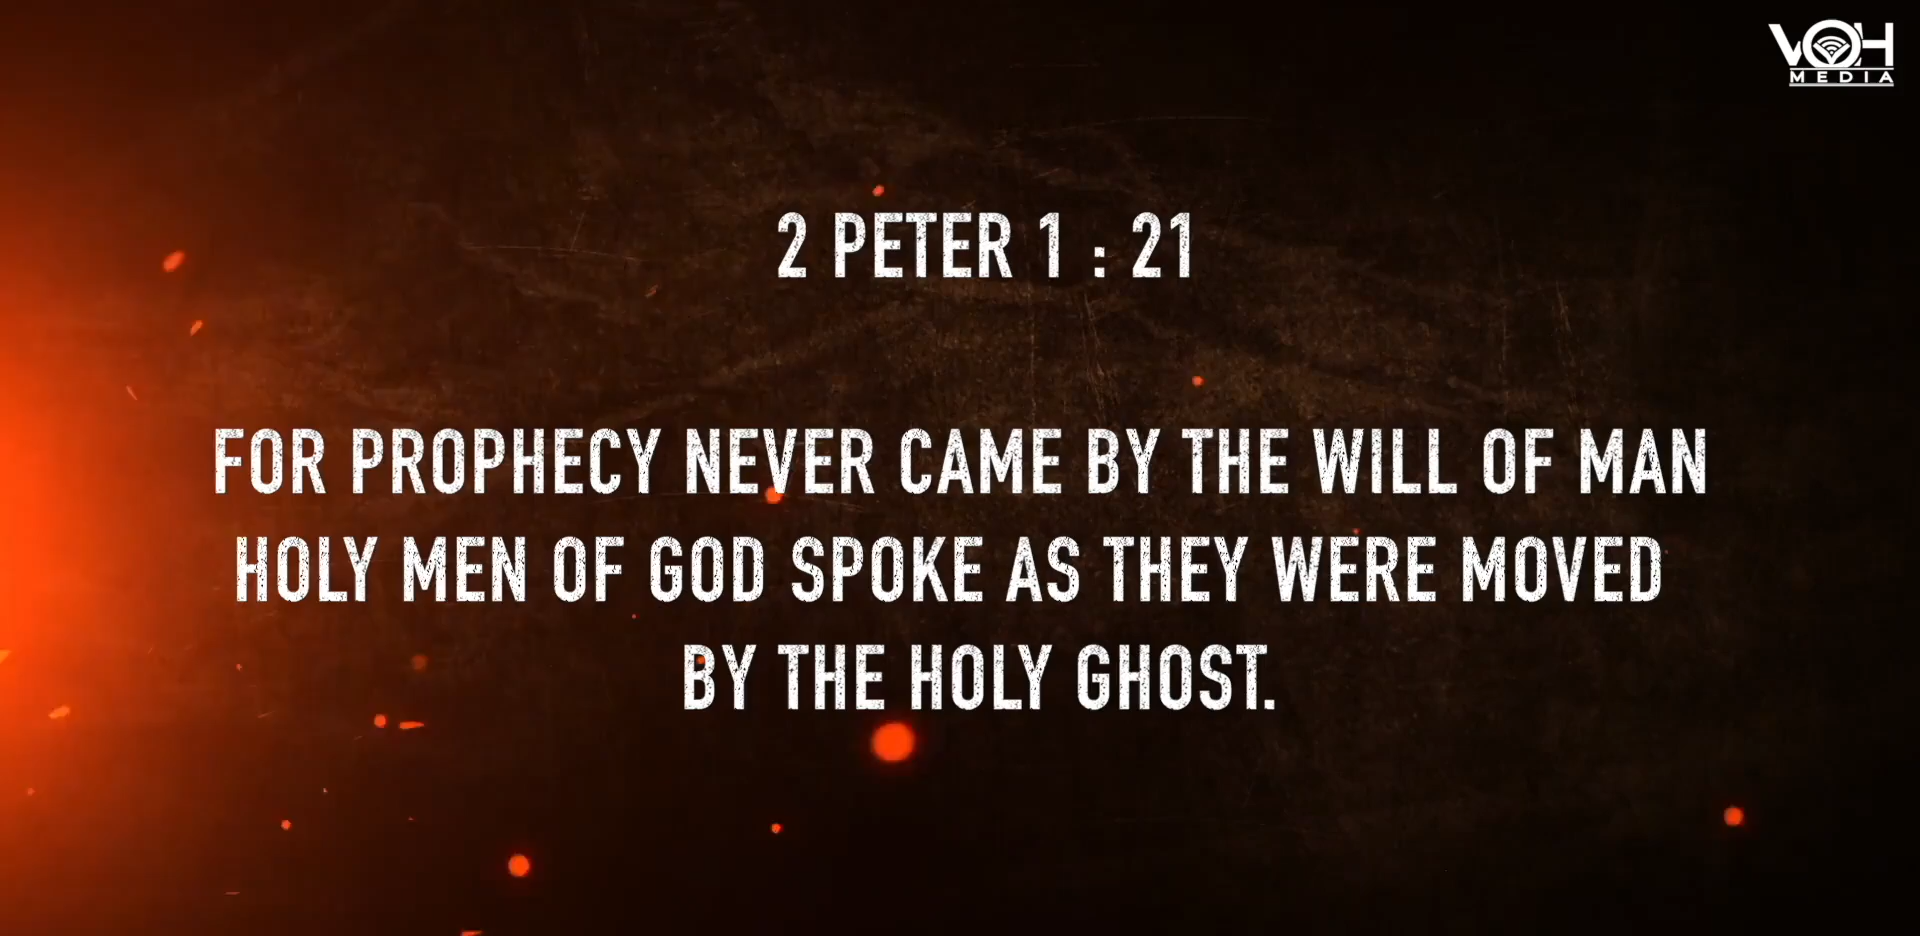 VOH
MEDIA
2 PETER 1 : 21
FOR PROPHECY NEVER CAME BY THE WILL OF MAN
HOLY MEN OF GOD SPOKE AS THEY WERE MOVED
BY THE HOLY GHOST.